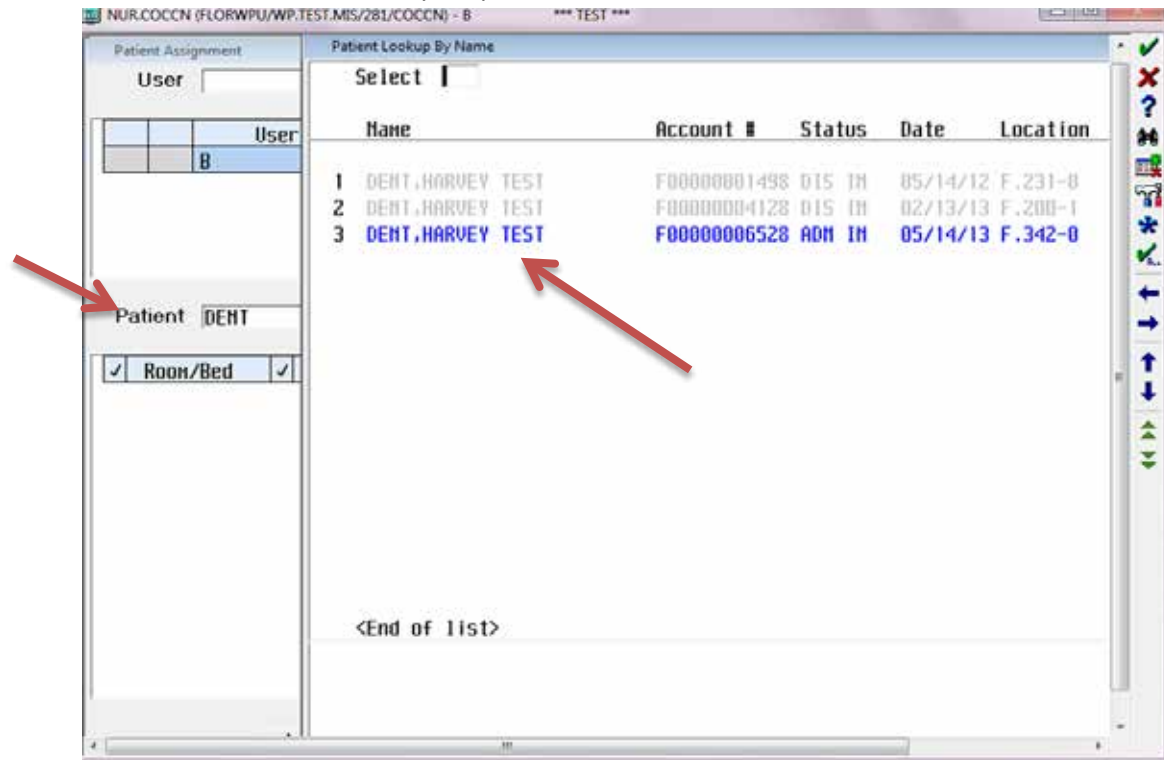 NUR.COCCN (FLORWPU/WP.TEST.MIS/281/COCCN) - B *** TEST ***
Patient Assignment
Patient Lookup By Name
User
Select
User
Name Account # Status Date Location
B
1 DENT,HARVEY TEST F00000001498 DIS IN 05/14/12 F.231-B
2 DENT,HARVEY TEST F00000004128 DIS IN 02/13/13 F.200-1
3 DENT,HARVEY TEST F00000006528 ADM IN 05/14/13 F.342-0
Patient DENT
✓ Room/Bed ✓
<End of list>